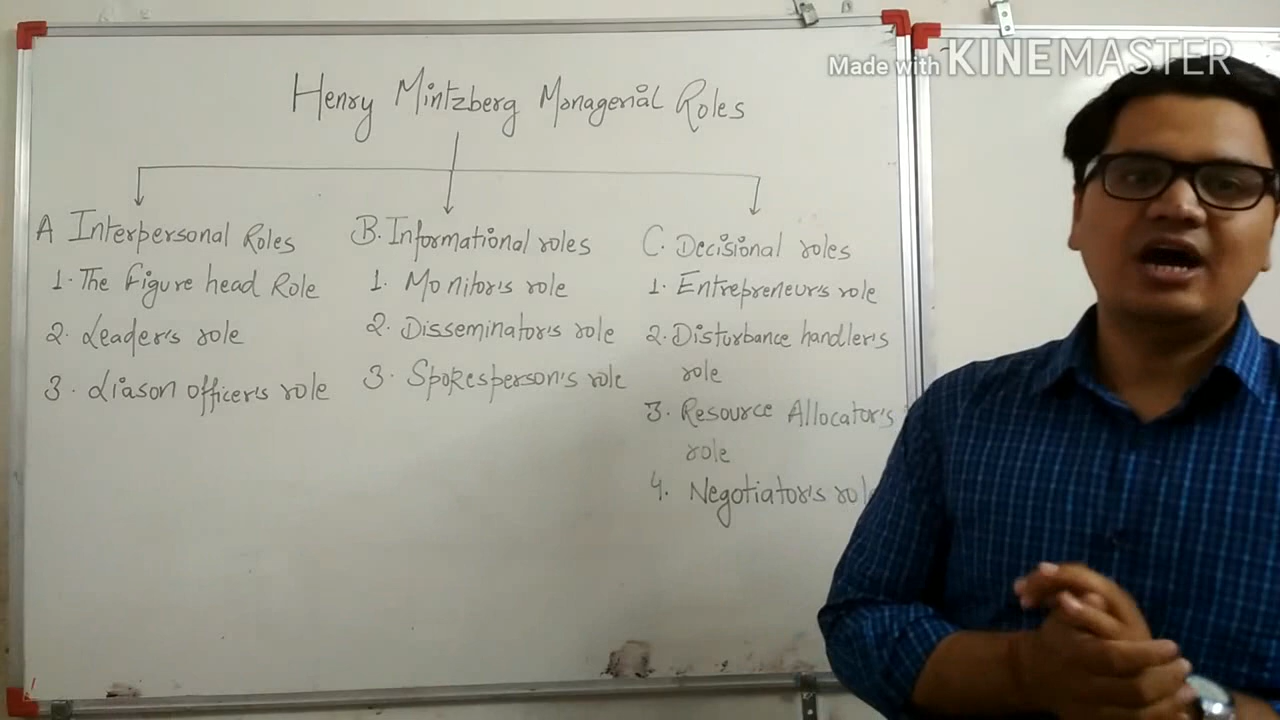 Made with KINEMASTER
Henry Mintzberg Managerial Roles
A Interpersonal Roles
1. The Figure head Role
2. Leader's role
3. Liason officer's role
B. Informational roles
1. Monitor's role
2. Disseminator's role
3. Spokesperson's role
C. Decisional roles
1. Entrepreneur's role
2. Disturbance handler's
role
3. Resource Allocator's
role
4. Negotiator's rol